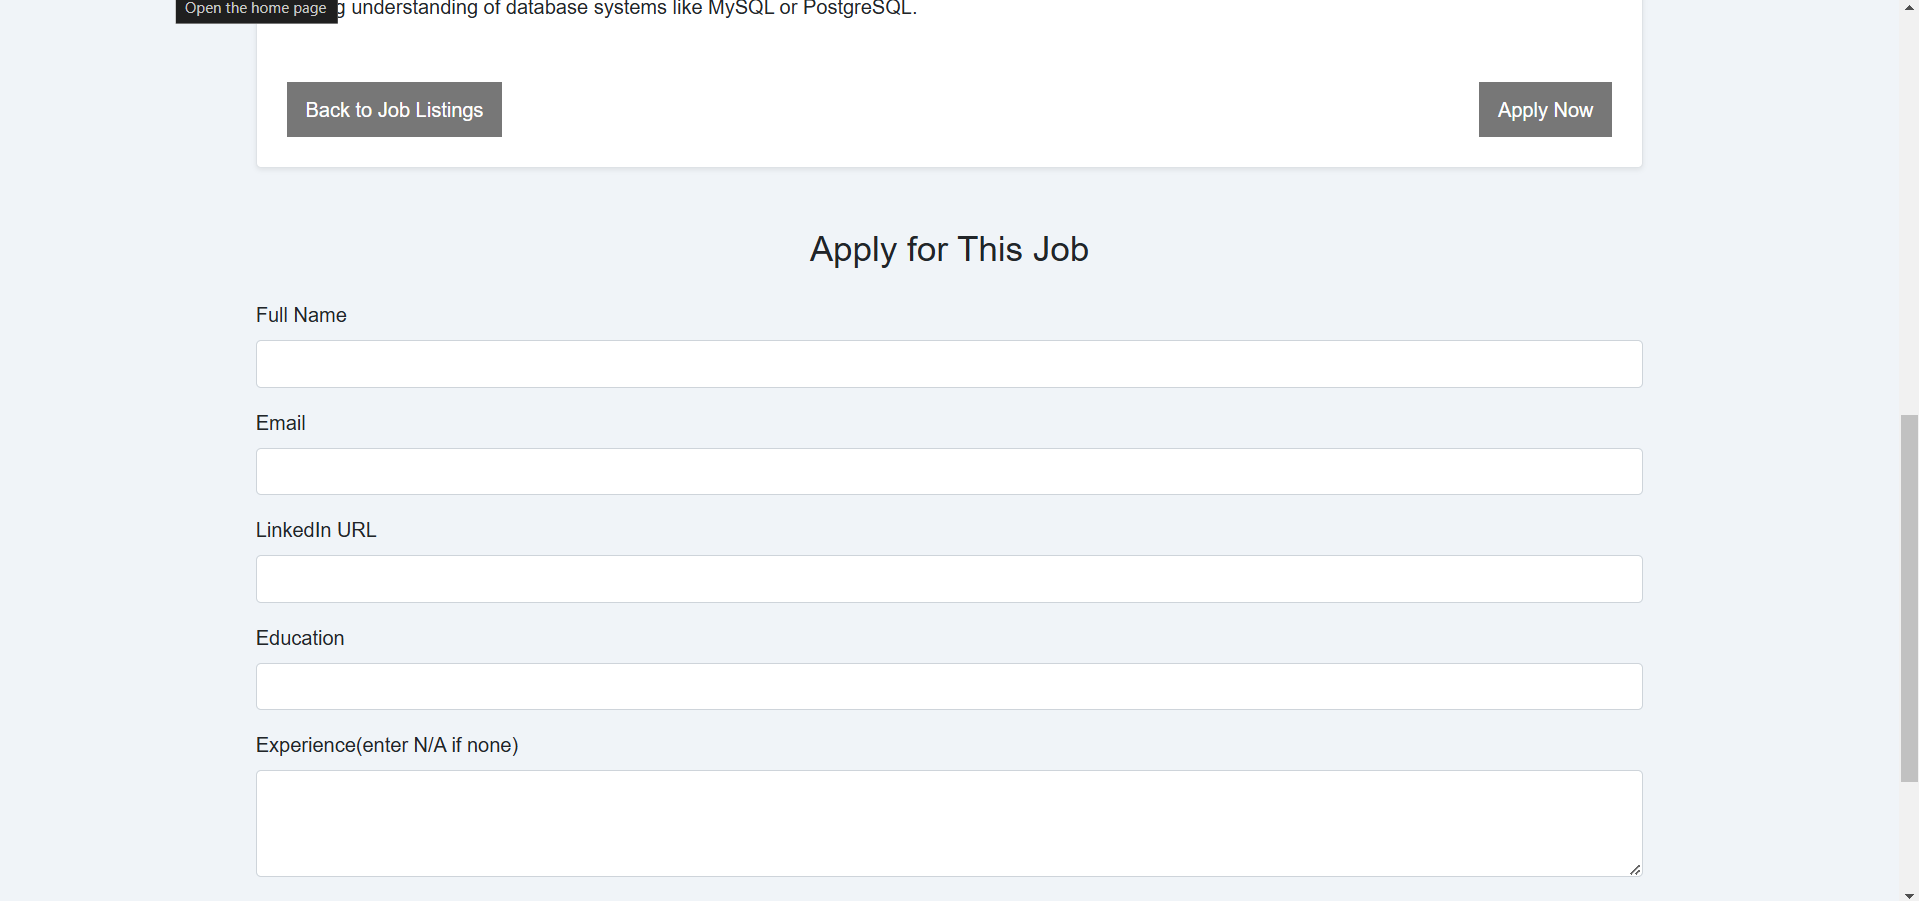 Open the home page
understanding of database systems like MySQL or PostgreSQL.
Back to Job Listings
Apply Now
Apply for This Job
Full Name
Email
LinkedIn URL
Education
Experience(enter N/A if none)